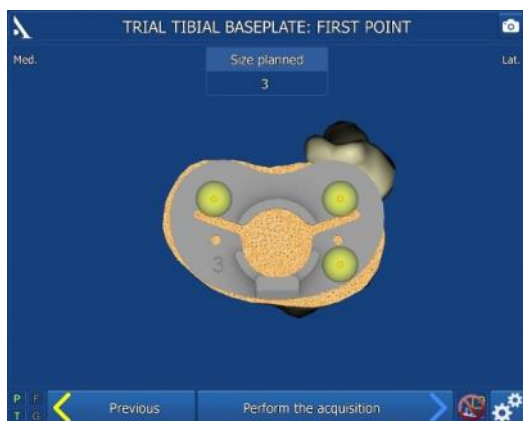 TRIAL TIBIAL BASEPLATE: FIRST POINT
Med.
Size planned
Lat.
3
3
P F
T G
Previous
Perform the acquisition